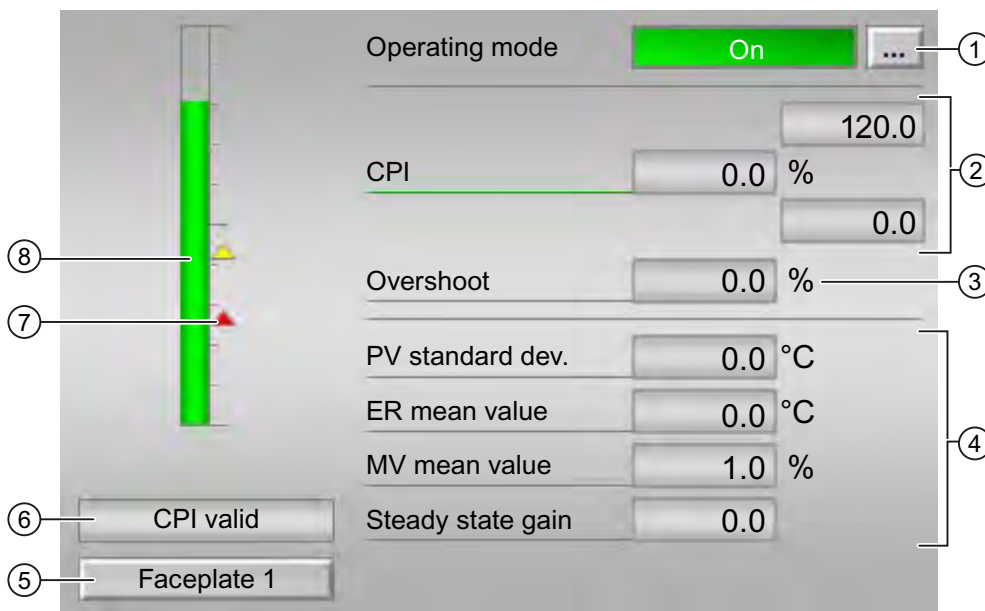 Operating mode On ... 1
120.0
CPI 0.0 % 2
0.0
8
Overshoot 0.0 % 3
7
PV standard dev. 0.0 °C
ER mean value 0.0 °C
4
MV mean value 1.0 %
6 CPI valid Steady state gain 0.0
5 Faceplate 1